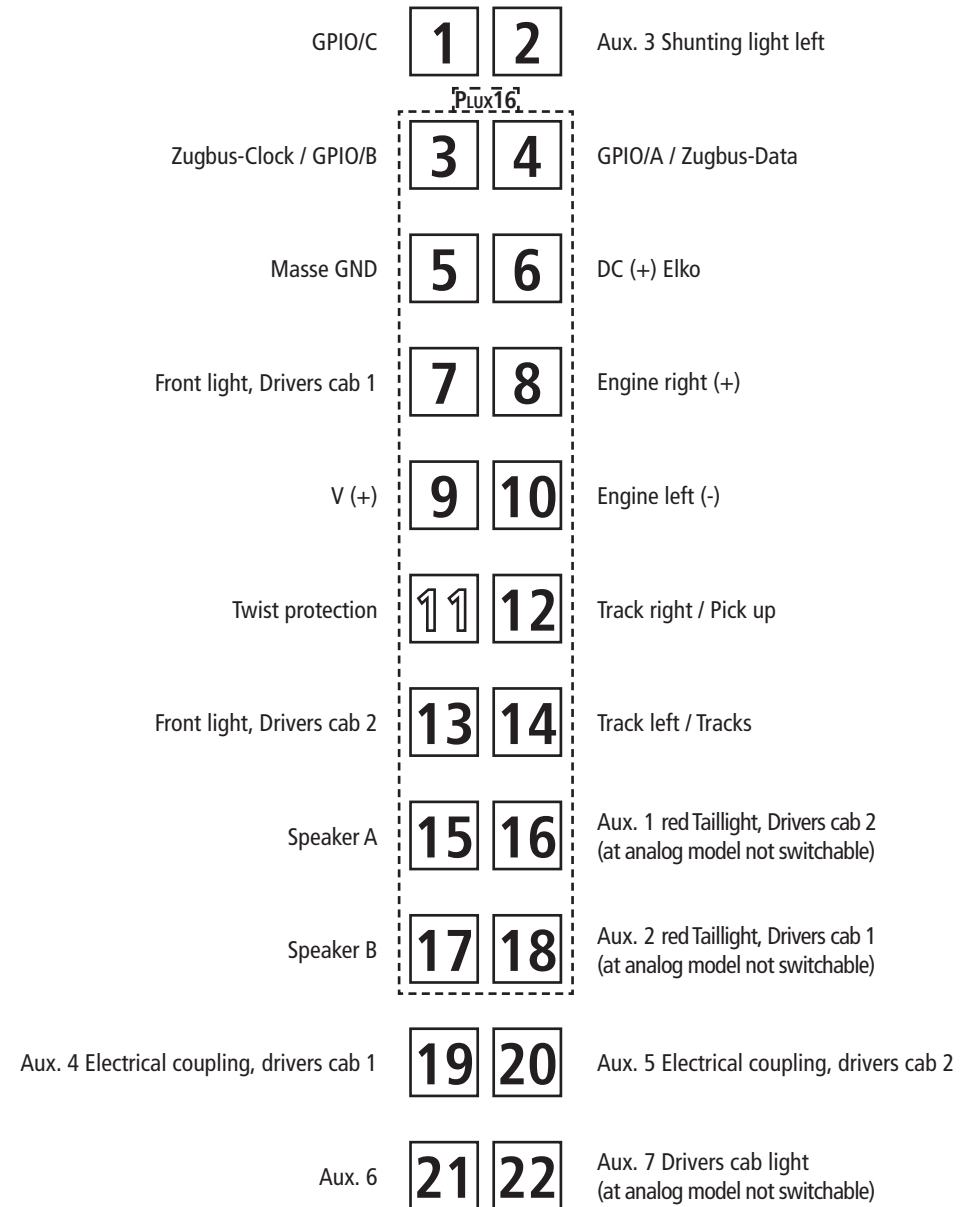 GPIO/C 1 2 Aux. 3 Shunting light left
PLUX16
Zugbus-Clock / GPIO/B 3 4 GPIO/A / Zugbus-Data
Masse GND 5 6 DC (+) Elko
Front light, Drivers cab 1 7 8 Engine right (+)
V (+) 9 10 Engine left (-)
Twist protection 11 12 Track right / Pick up
Front light, Drivers cab 2 13 14 Track left / Tracks
Speaker A 15 16 Aux. 1 red Taillight, Drivers cab 2
(at analog model not switchable)
Speaker B 17 18 Aux. 2 red Taillight, Drivers cab 1
(at analog model not switchable)
Aux. 4 Electrical coupling, drivers cab 1 19 20 Aux. 5 Electrical coupling, drivers cab 2
Aux. 6 21 22 Aux. 7 Drivers cab light
(at analog model not switchable)